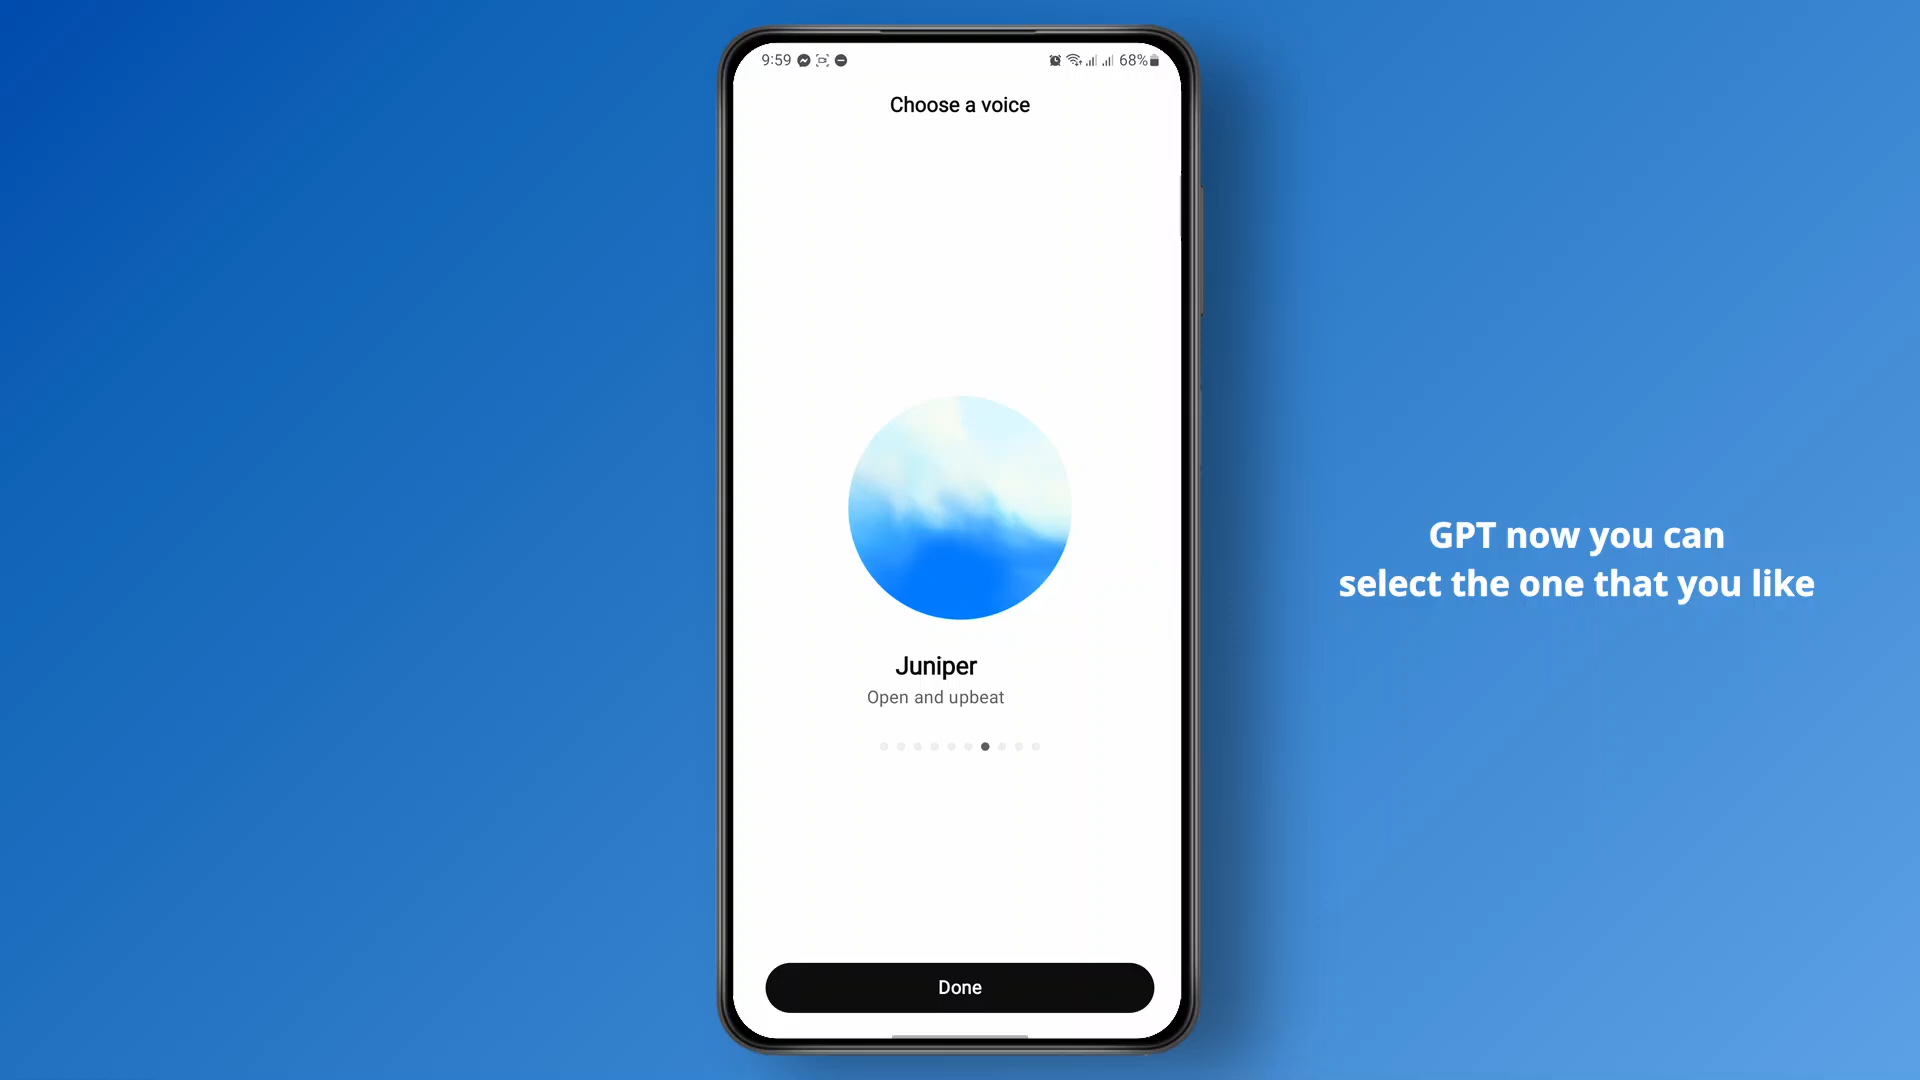 9:59
68%
Choose a voice
GPT now you can
select the one that you like
Juniper
Open and upbeat
Done